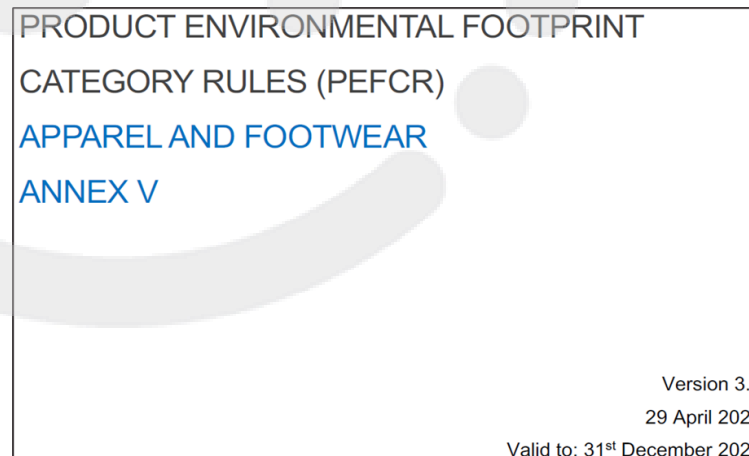 PRODUCT ENVIRONMENTAL FOOTPRINT
CATEGORY RULES (PEFCR)
APPAREL AND FOOTWEAR
ANNEX V
Version 3.
29 April 202
Valid to: 31st December 202